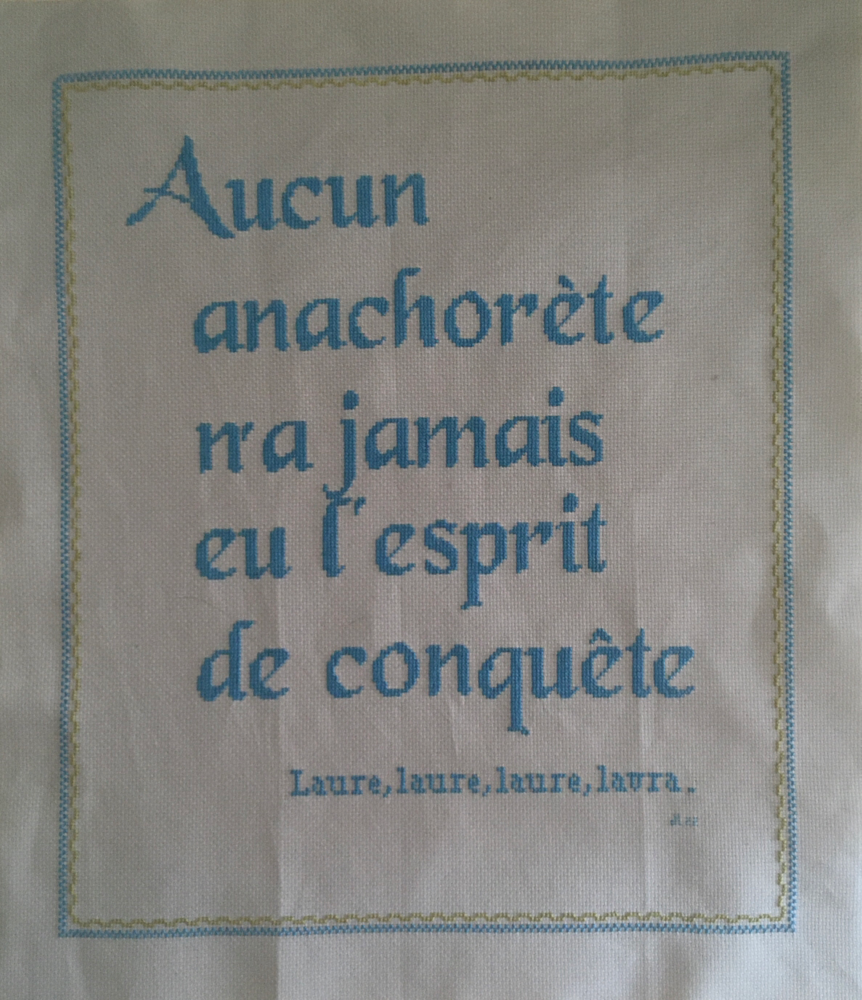 Aucun
anachorète
n'a jamais
eu l'esprit
de conquête
Laure, laure, laure, laura.